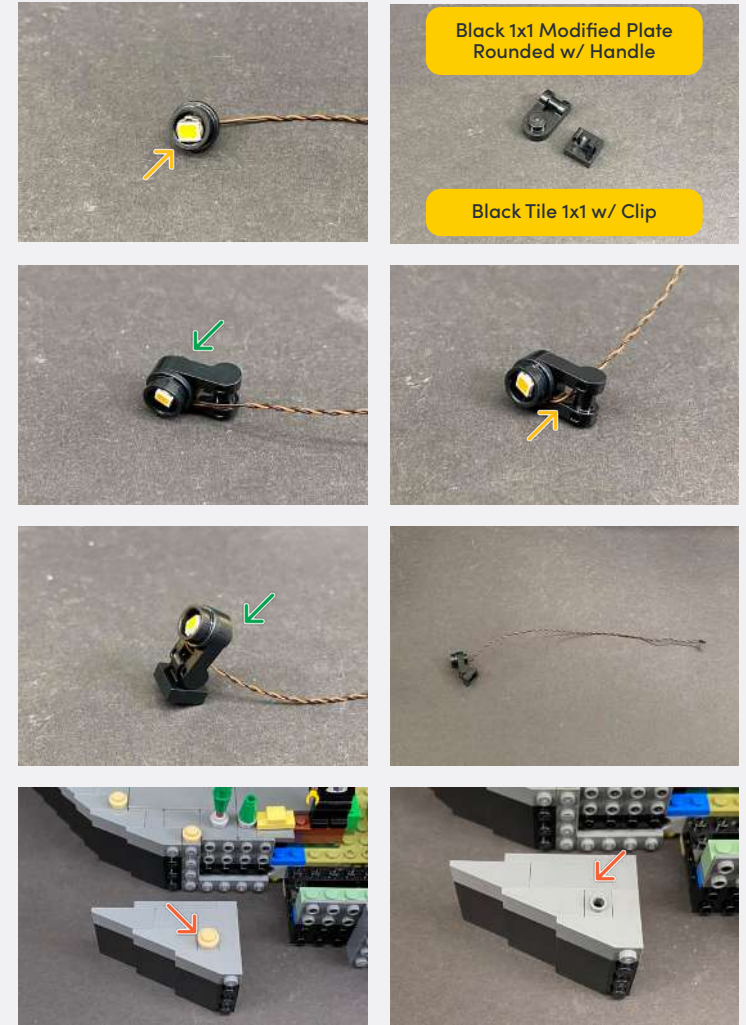 Black 1x1 Modified Plate
Rounded w/ Handle
Black Tile 1x1 w/ Clip